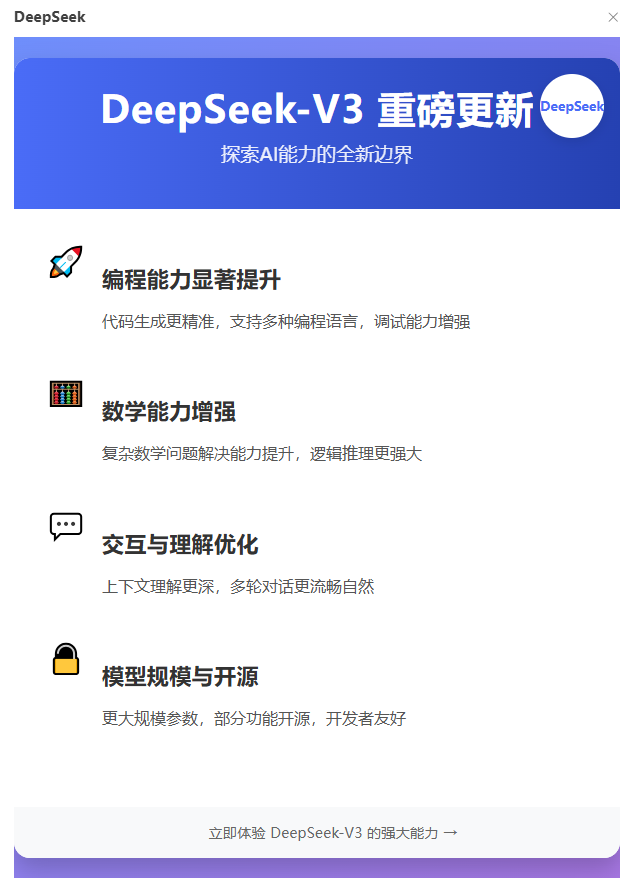 DeepSeek
DeepSeek-V3 重磅更新
DeepSeek
探索AI能力的全新边界
编程能力显著提升
代码生成更精准，支持多种编程语言，调试能力增强
数学能力增强
复杂数学问题解决能力提升，逻辑推理更强大
交互与理解优化
上下文理解更深，多轮对话更流畅自然
模型规模与开源
更大规模参数，部分功能开源，开发者友好
立即体验 DeepSeek-V3 的强大能力 →